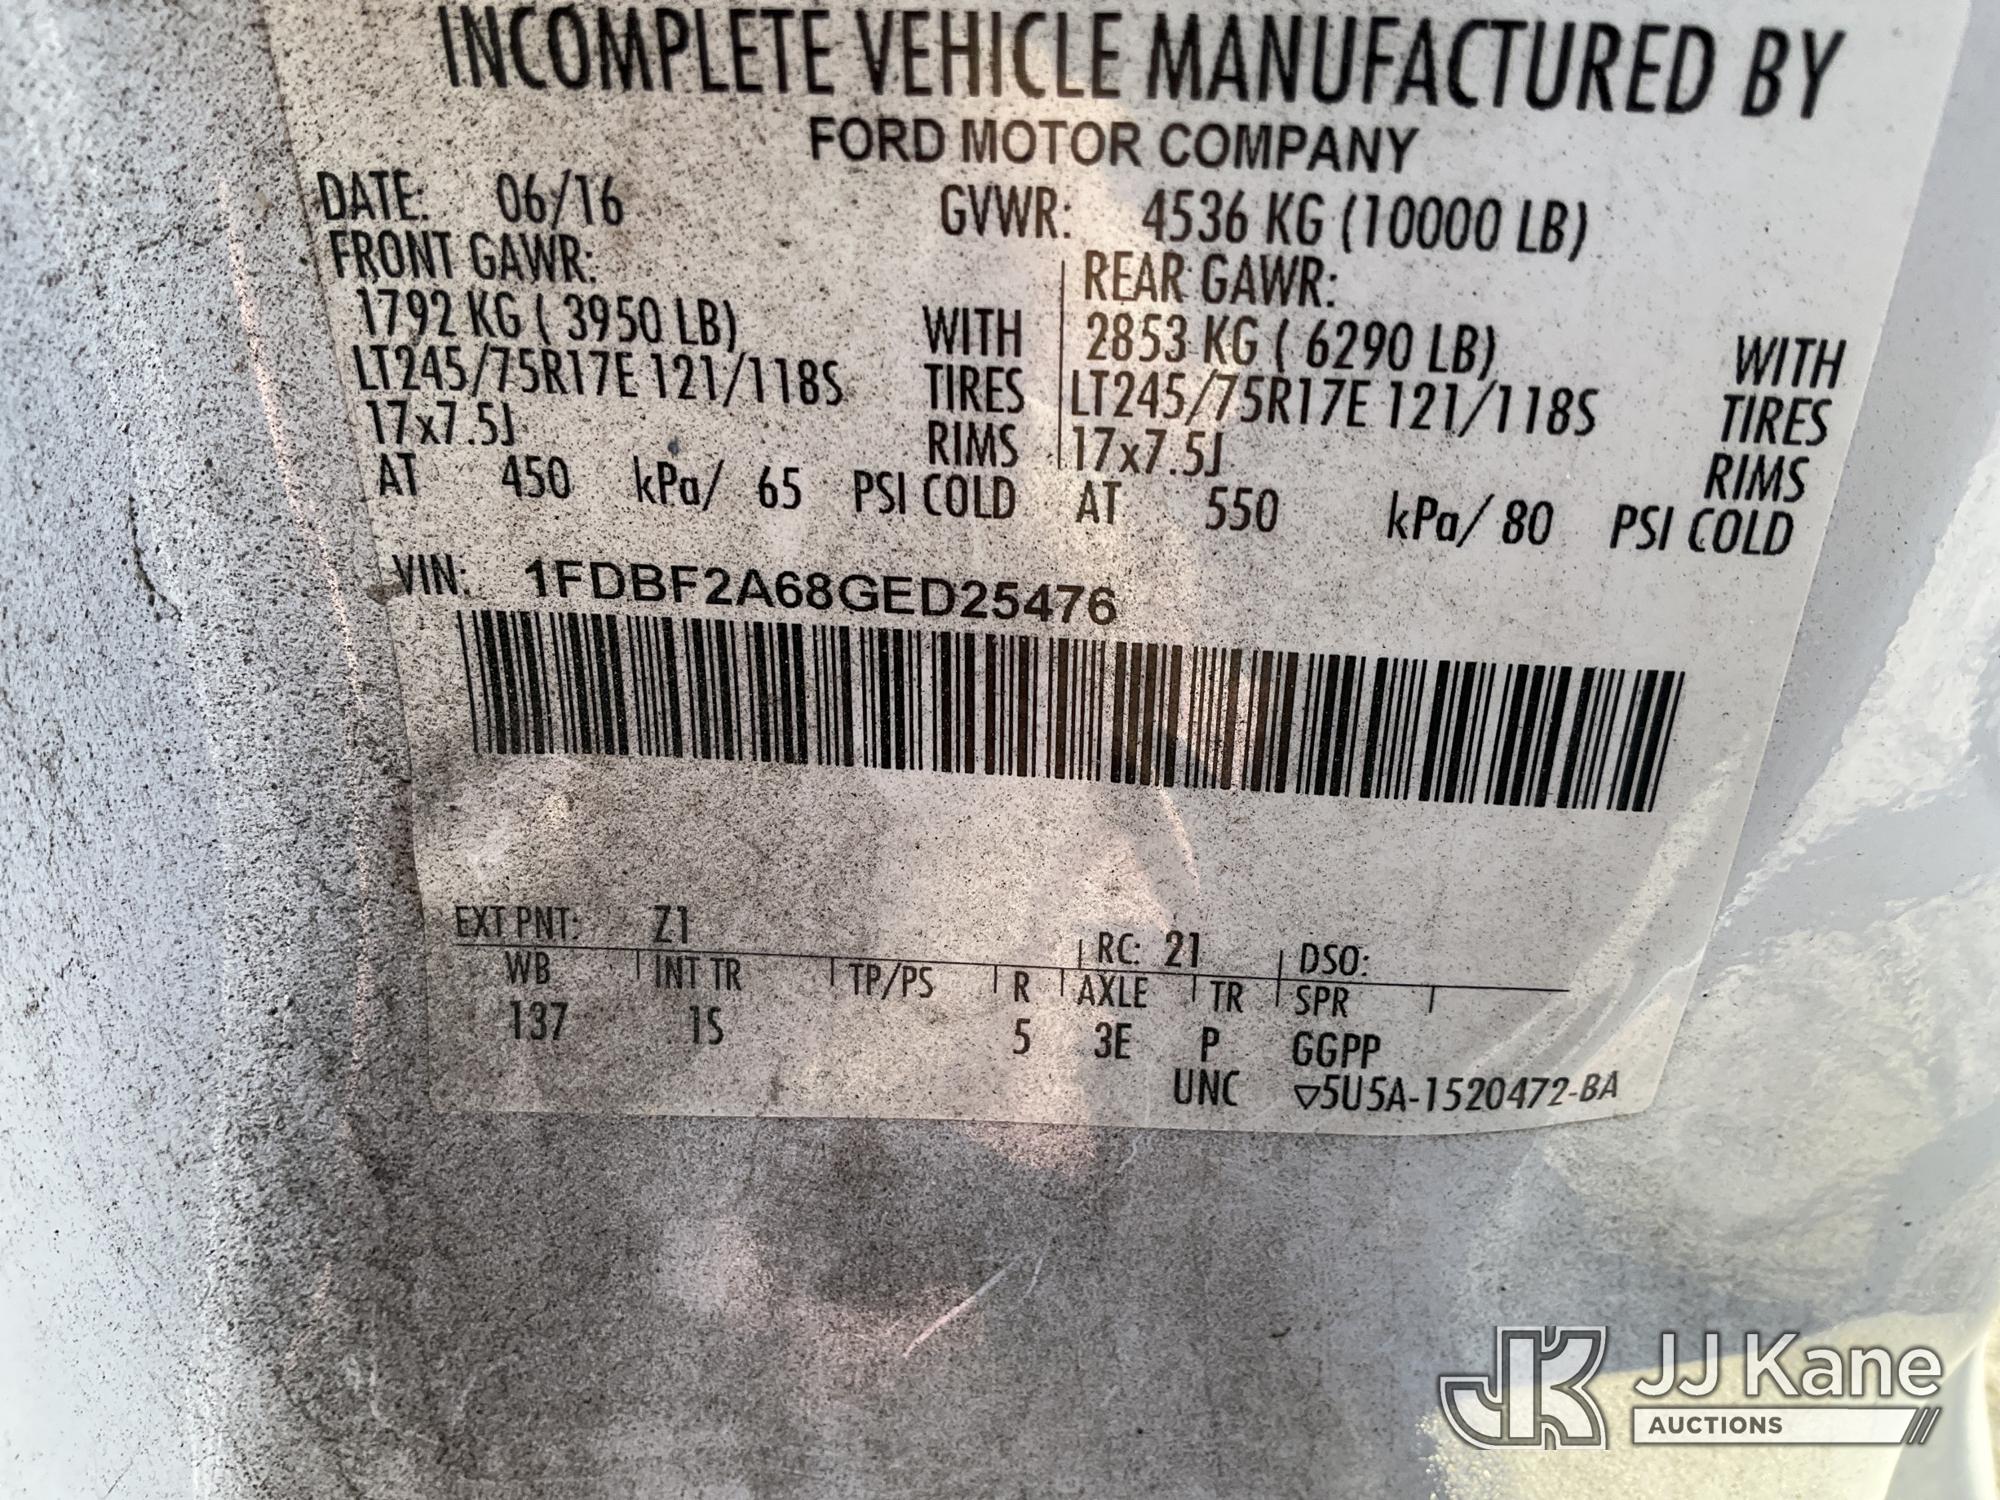 INCOMPLETE VEHICLE MANUFACTURED BY
FORD MOTOR COMPANY
DATE: 06/16 GVWR: 4536 KG (10000 LB)
FRONT GAWR: REAR GAWR:
1792 KG ( 3950 LB) WITH 2853 KG ( 6290 LB) WITH
LT245/75R17E 121/118S TIRES LT245/75R17E 121/118S TIRES
17x7.5J RIMS 17x7.5J RIMS
AT 450 kPa/ 65 PSI COLD AT 550 kPa/ 80 PSI COLD
VIN: 1FDBF2A68GED25476
EXT PNT: Z1 RC: 21 DSO:
WB INT TR TP/PS R AXLE TR SPR
137 1S 5 3E P GGPP
UNC ▽5U5A-1520472-BA
JK JJ Kane
AUCTIONS